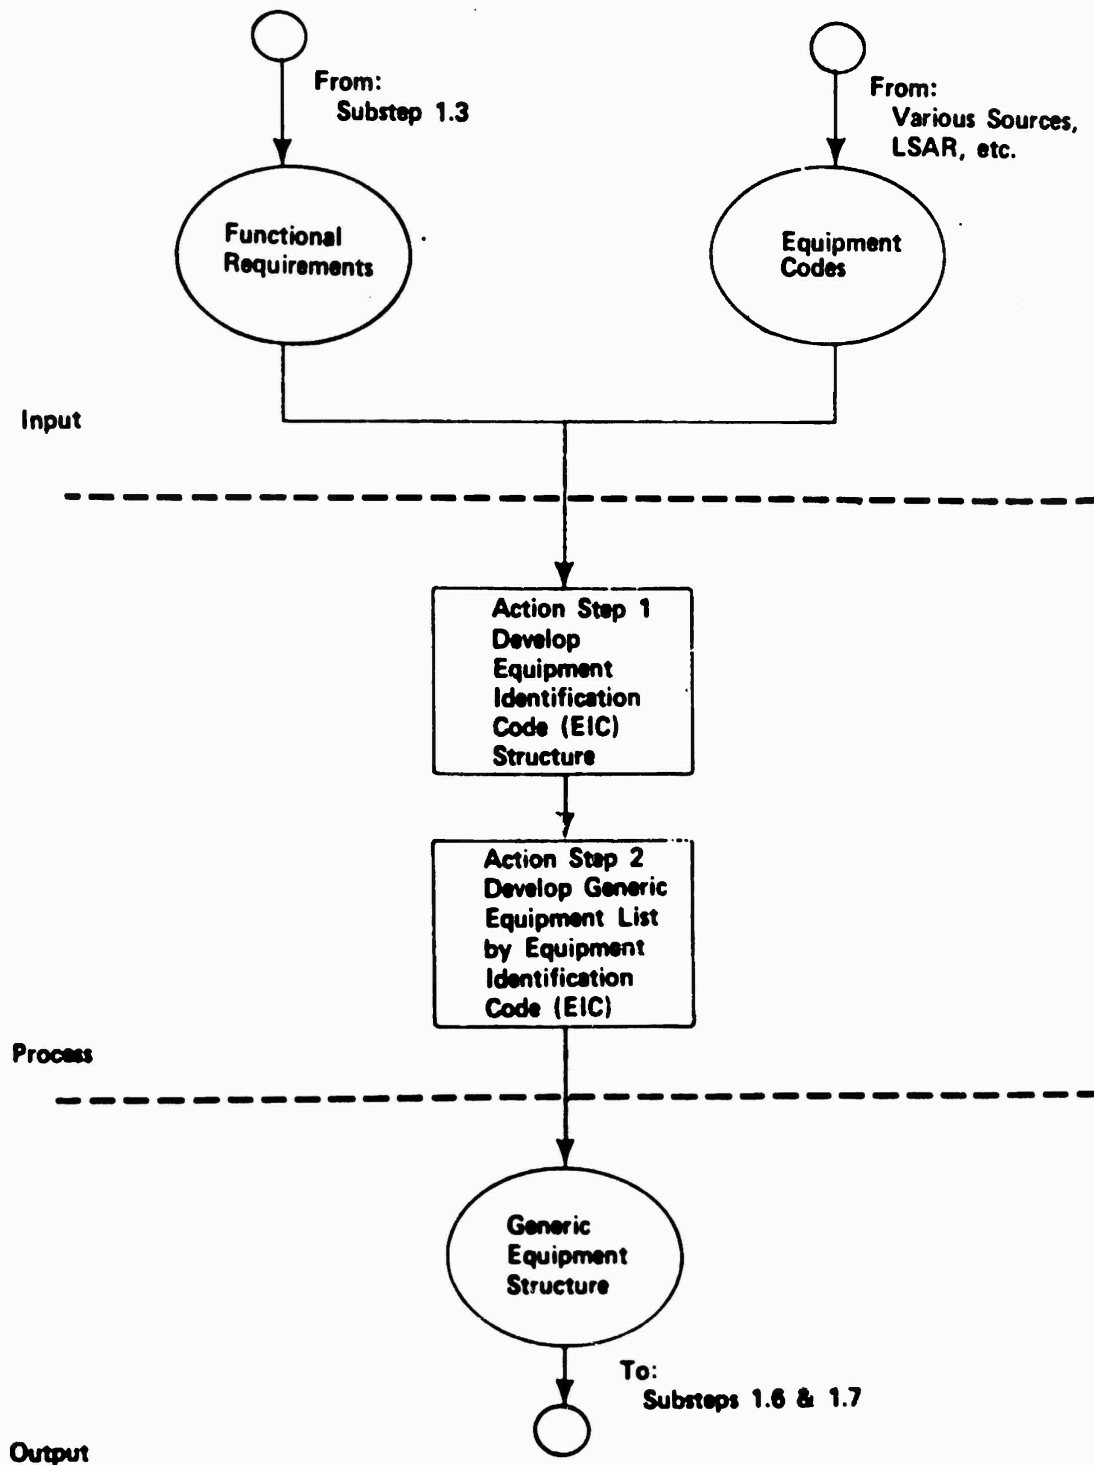 From:
Substep 1.3
From:
Various Sources,
LSAR, etc.
Functional
Requirements
Equipment
Codes
Input
Action Step 1
Develop
Equipment
Identification
Code (EIC)
Structure
Action Step 2
Develop Generic
Equipment List
by Equipment
Identification
Code (EIC)
Process
Generic
Equipment
Structure
To:
Substeps 1.6 & 1.7
Output